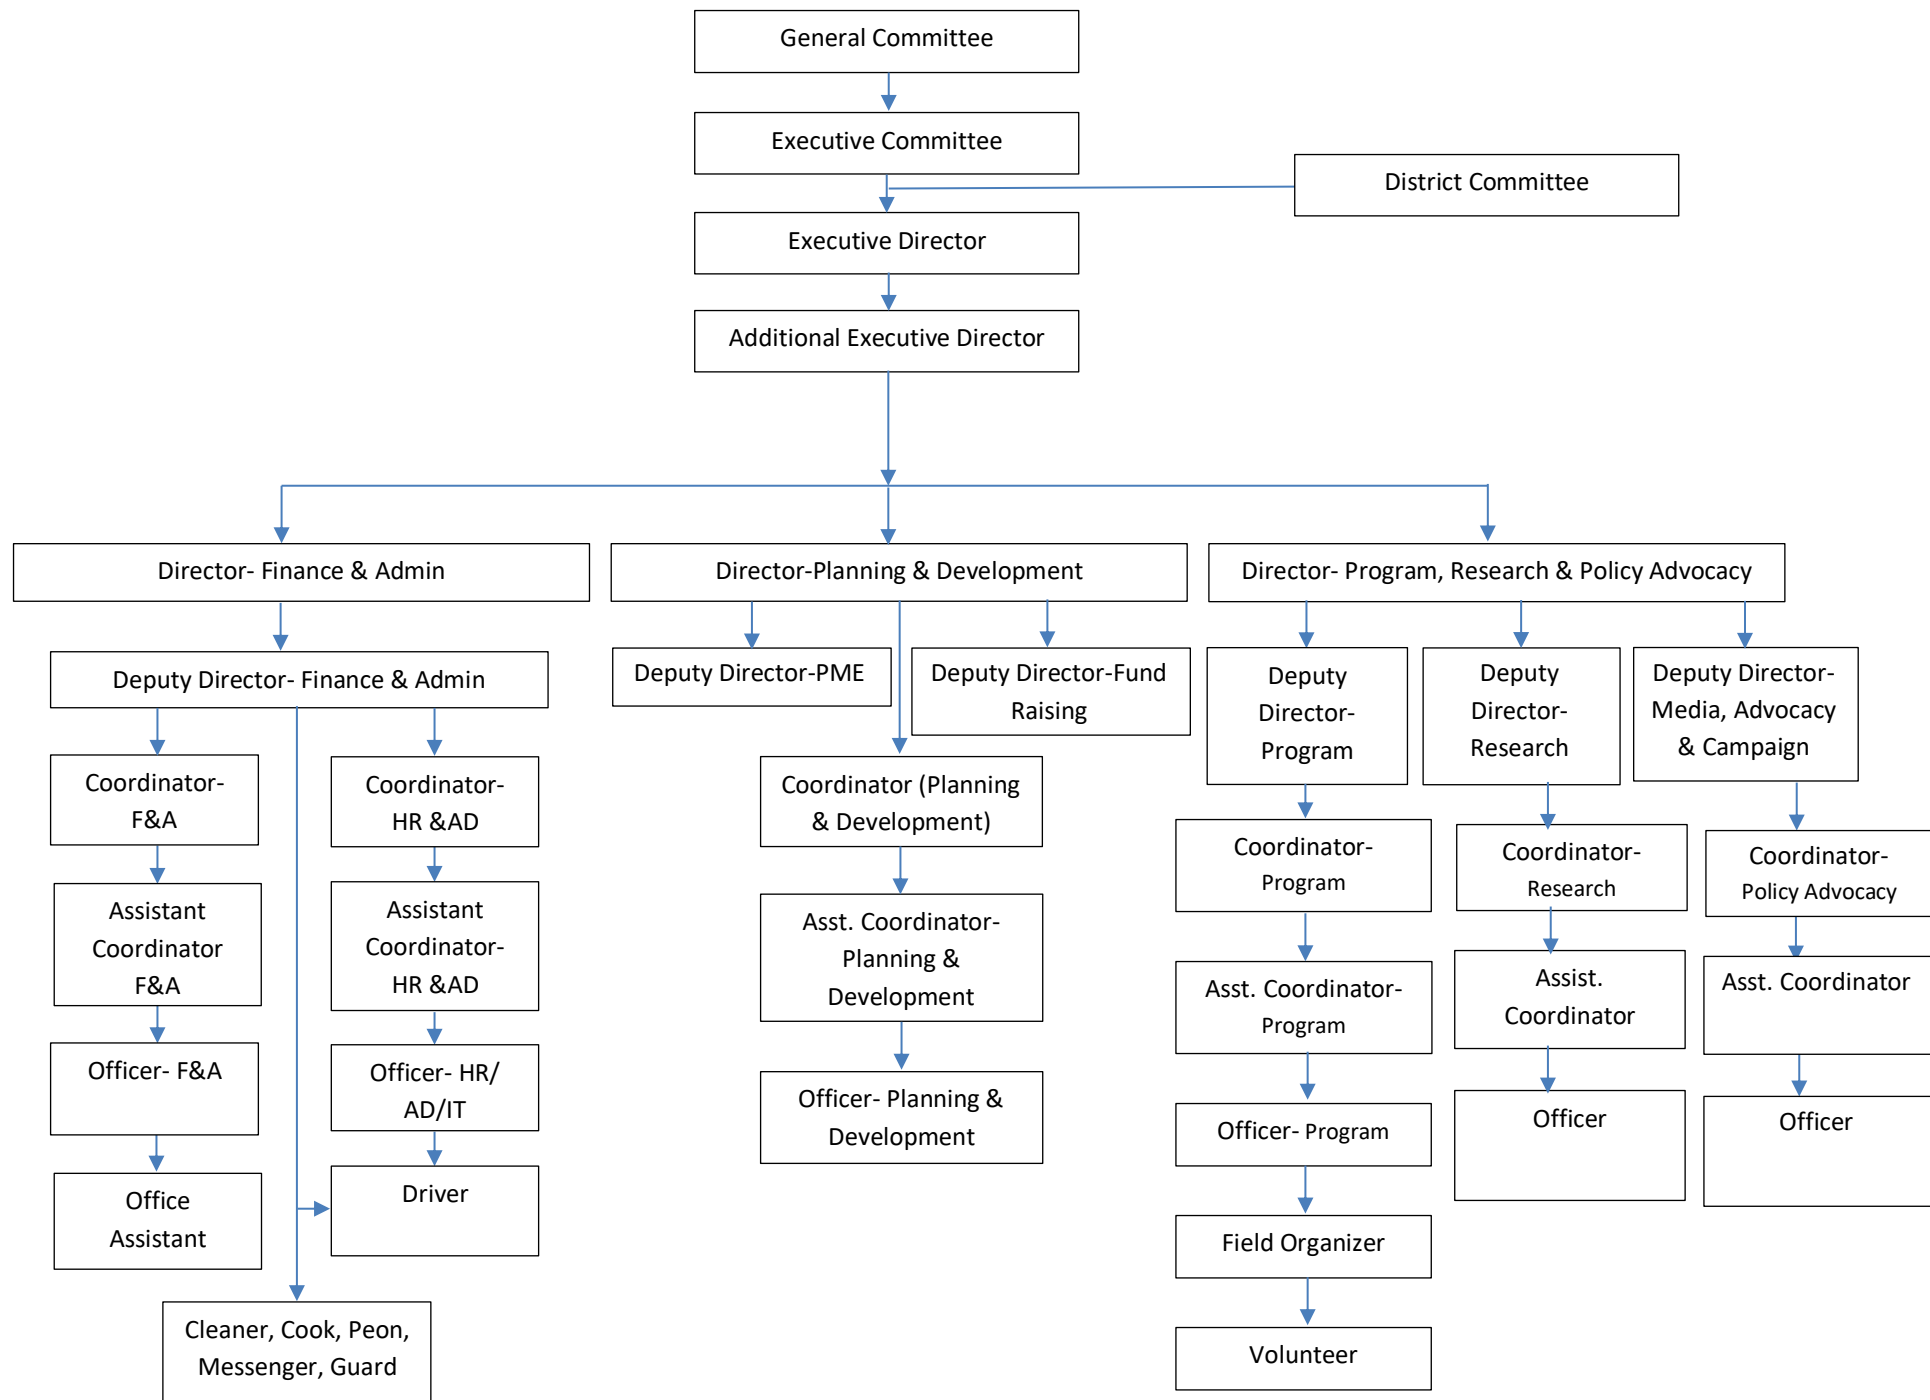 General Committee
Executive Committee
District Committee
Executive Director
Additional Executive Director
Director- Finance & Admin
Director-Planning & Development
Director- Program, Research & Policy Advocacy
Deputy Director- Finance & Admin
Deputy Director-PME
Deputy Director-Fund
Raising
Deputy
Director-
Program
Deputy
Director-
Research
Deputy Director-
Media, Advocacy
& Campaign
Coordinator-
F&A
Coordinator-
HR &AD
Coordinator (Planning
& Development)
Coordinator-
Program
Coordinator-
Research
Coordinator-
Policy Advocacy
Assistant
Coordinator
F&A
Assistant
Coordinator-
HR &AD
Asst. Coordinator-
Planning &
Development
Asst. Coordinator-
Program
Assist.
Coordinator
Asst. Coordinator
Officer- F&A
Officer- HR/
AD/IT
Officer- Planning &
Development
Officer- Program
Officer
Officer
Office
Assistant
Driver
Field Organizer
Cleaner, Cook, Peon,
Messenger, Guard
Volunteer